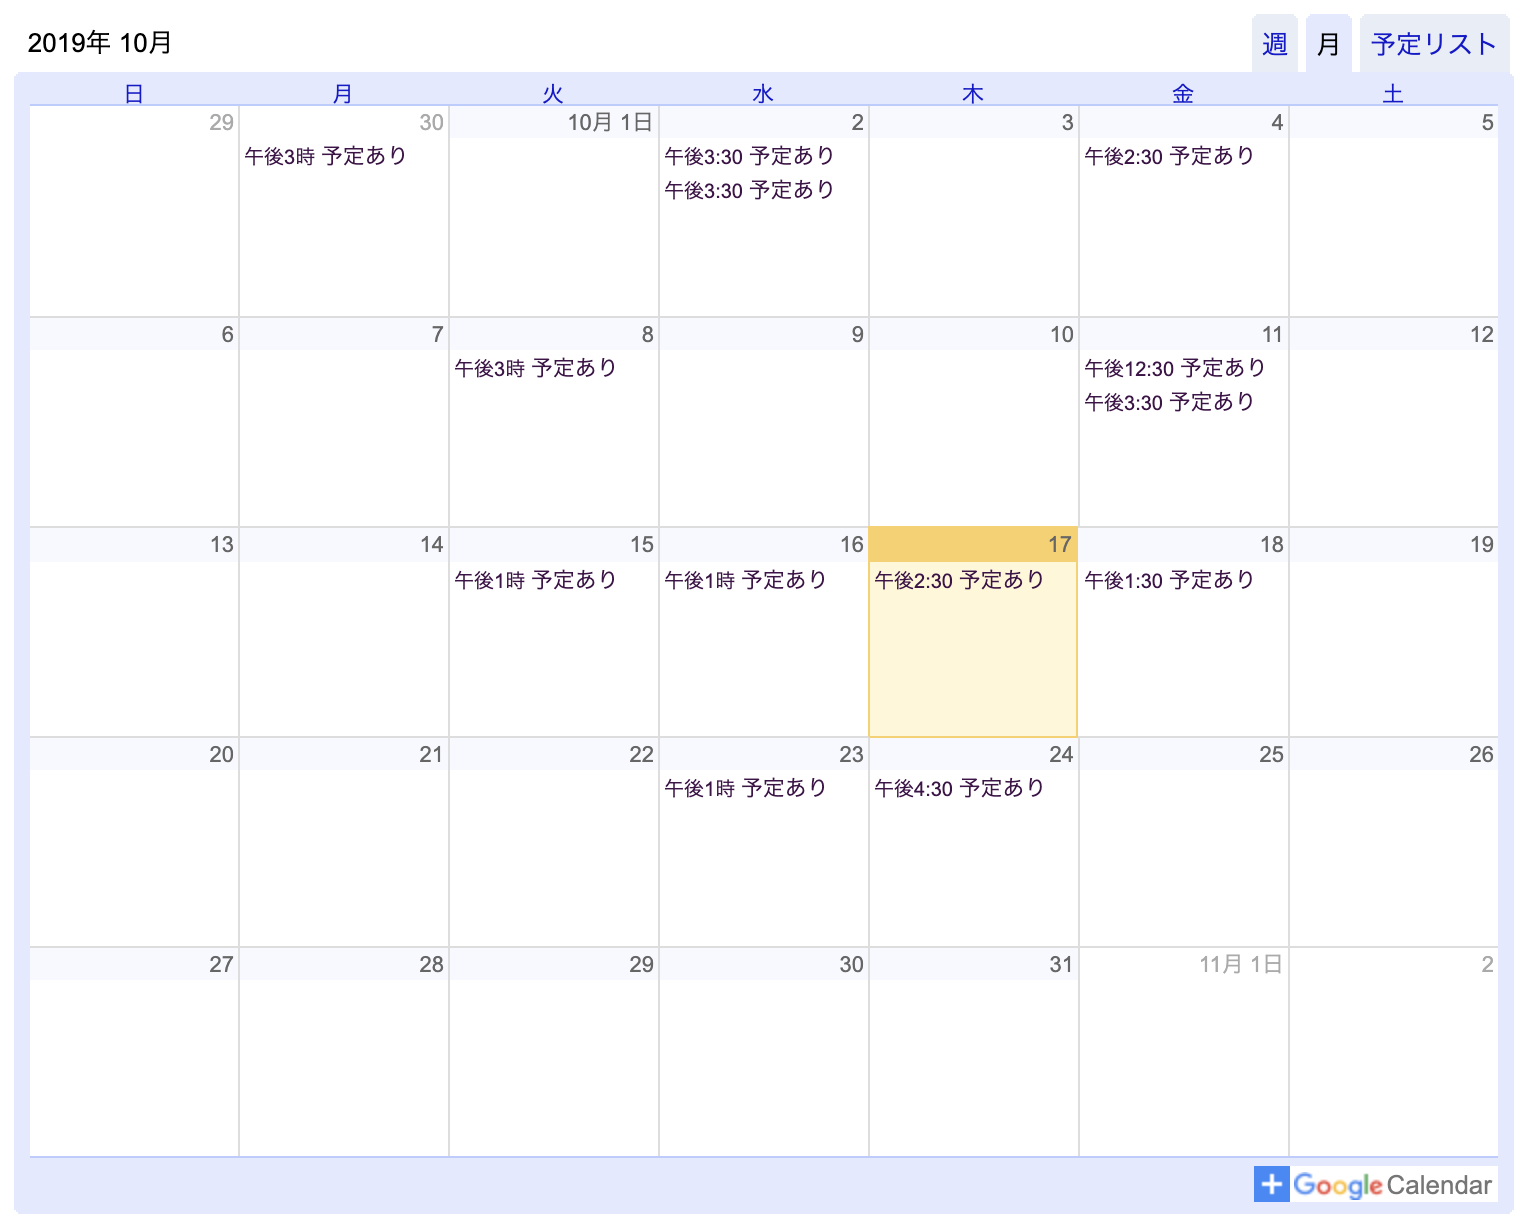 2019年 10月
週 月 予定リスト
日 月 火 水 木 金 土
29 30 10月 1日 2 3 4 5
午後3時 予定あり 午後3:30 予定あり 午後2:30 予定あり
午後3:30 予定あり
6 7 8 9 10 11 12
午後3時 予定あり 午後12:30 予定あり
午後3:30 予定あり
13 14 15 16 17 18 19
午後1時 予定あり 午後1時 予定あり 午後2:30 予定あり 午後1:30 予定あり
20 21 22 23 24 25 26
午後1時 予定あり 午後4:30 予定あり
27 28 29 30 31 11月 1日 2
Google Calendar